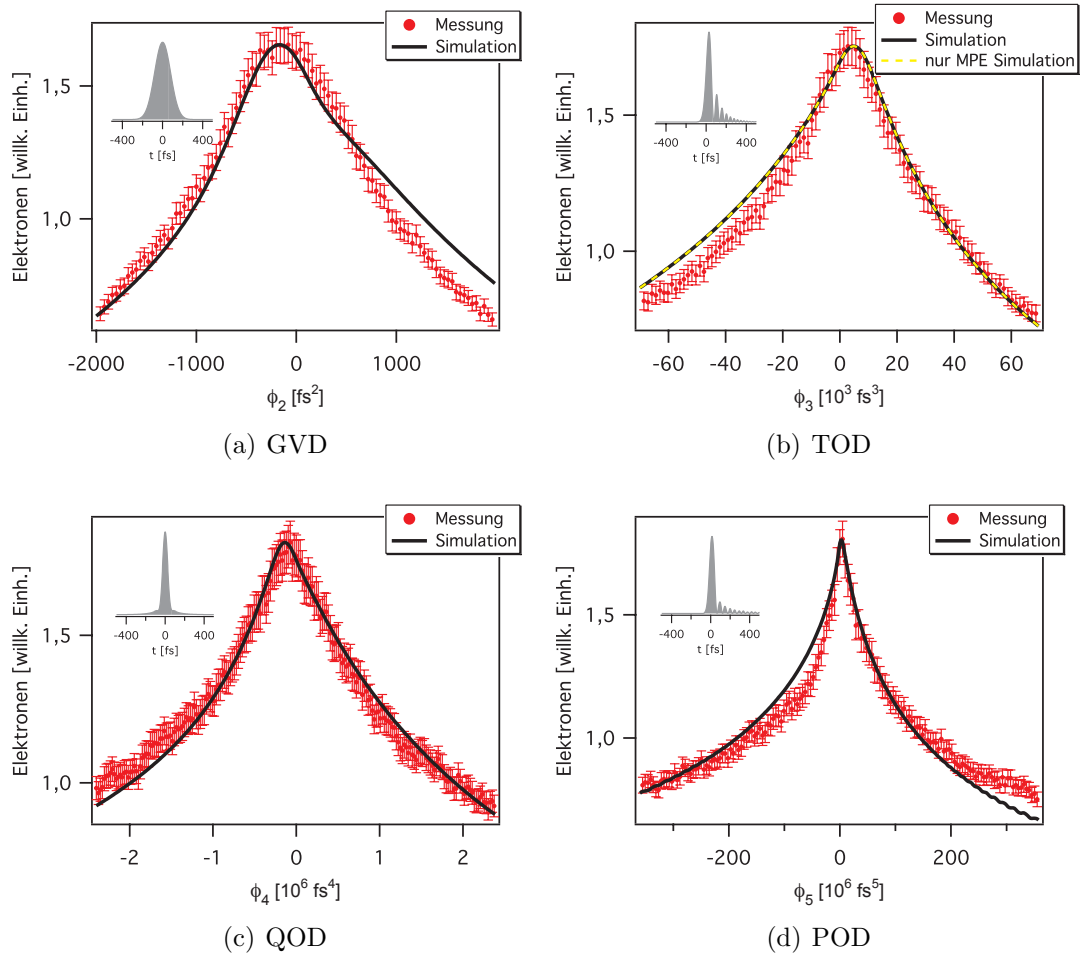 Messung
Simulation
Elektronen [willk. Einh.]
1,5
1,0
-400 0 400
t [fs]
-2000 -1000 0 1000
ϕ₂ [fs²]
(a) GVD
Messung
Simulation
nur MPE Simulation
Elektronen [willk. Einh.]
1,5
1,0
-400 0 400
t [fs]
-60 -40 -20 0 20 40 60
ϕ₃ [10³ fs³]
(b) TOD
Messung
Simulation
Elektronen [willk. Einh.]
1,5
1,0
-400 0 400
t [fs]
-2 -1 0 1 2
ϕ₄ [10⁶ fs⁴]
(c) QOD
Messung
Simulation
Elektronen [willk. Einh.]
1,5
1,0
-400 0 400
t [fs]
-200 0 200
ϕ₅ [10⁶ fs⁵]
(d) POD